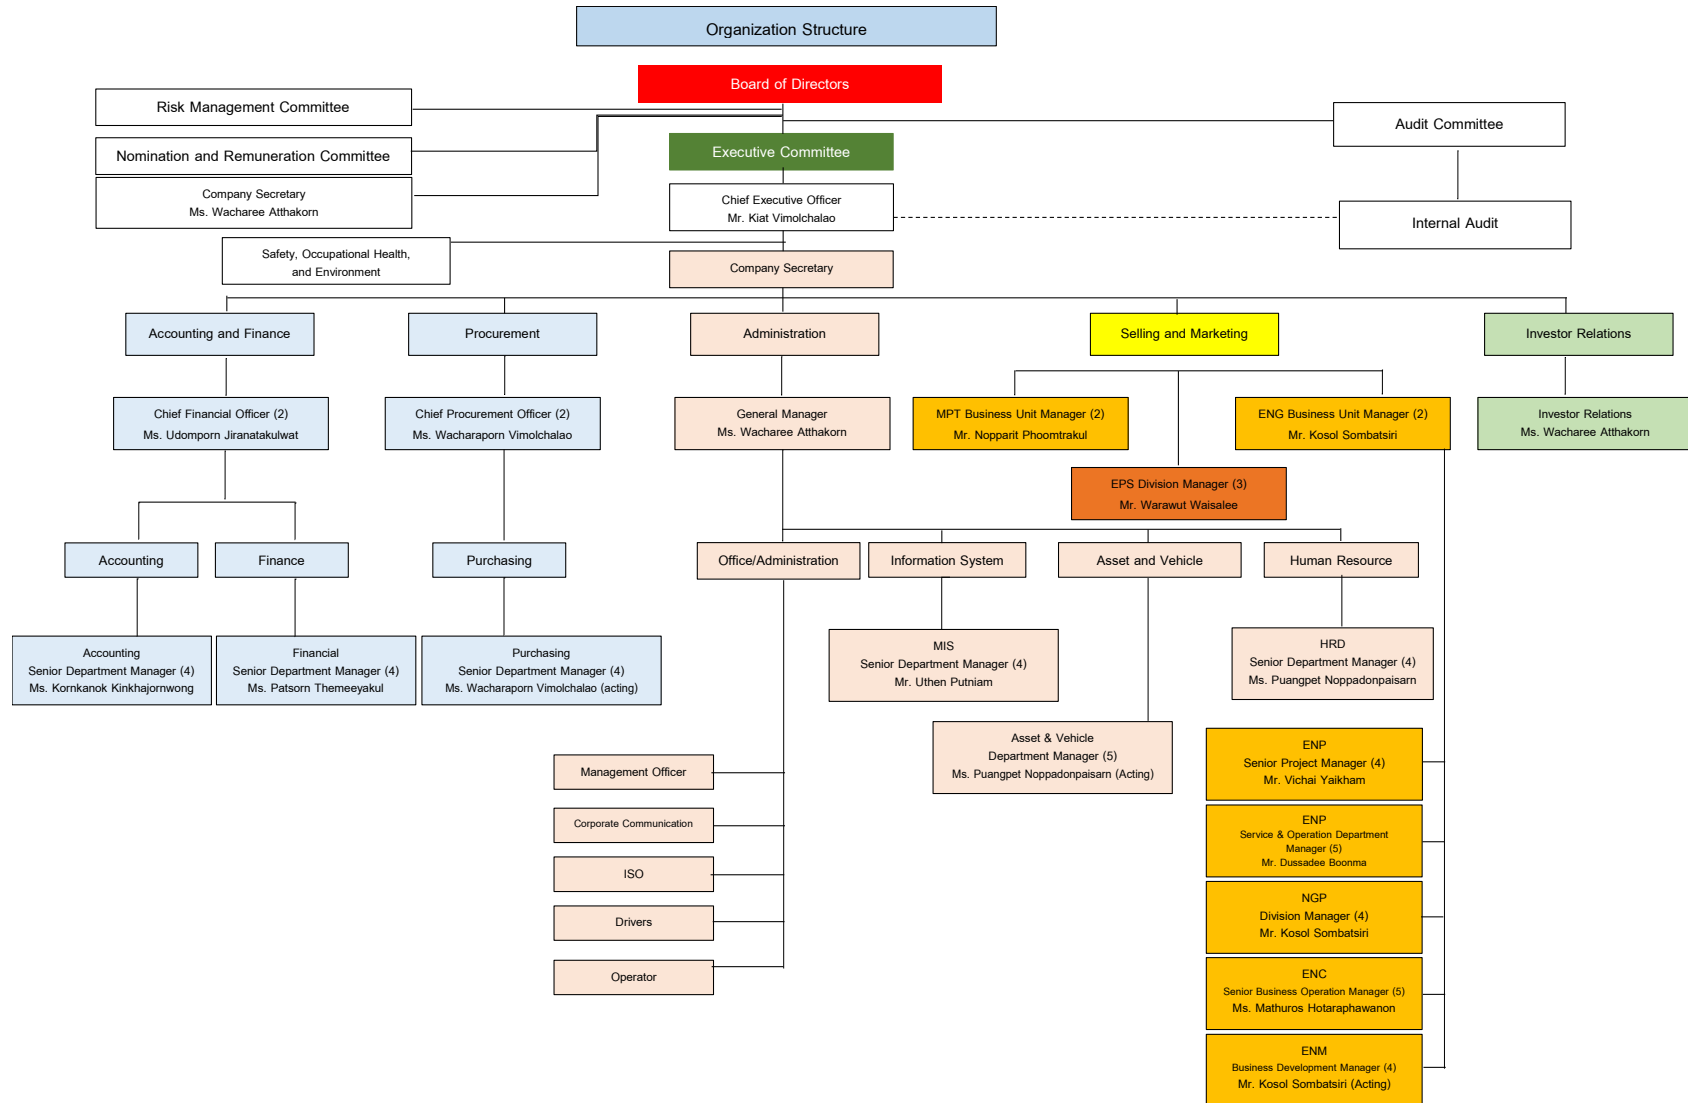 Organization Structure
Board of Directors
Risk Management Committee
Audit Committee
Nomination and Remuneration Committee
Executive Committee
Company Secretary
Ms. Wacharee Atthakorn
Chief Executive Officer
Mr. Kiat Vimolchalao
Internal Audit
Safety, Occupational Health,
and Environment
Company Secretary
Accounting and Finance
Procurement
Administration
Selling and Marketing
Investor Relations
Chief Financial Officer (2)
Ms. Udomporn Jiranatakulwat
Chief Procurement Officer (2)
Ms. Wacharaporn Vimolchalao
General Manager
Ms. Wacharee Atthakorn
MPT Business Unit Manager (2)
Mr. Nopparit Phoomtrakul
ENG Business Unit Manager (2)
Mr. Kosol Sombatsiri
Investor Relations
Ms. Wacharee Atthakorn
EPS Division Manager (3)
Mr. Warawut Waisalee
Accounting
Finance
Purchasing
Office/Administration
Information System
Asset and Vehicle
Human Resource
Accounting
Senior Department Manager (4)
Ms. Kornkanok Kinkhajornwong
Financial
Senior Department Manager (4)
Ms. Patsorn Themeeyakul
Purchasing
Senior Department Manager (4)
Ms. Wacharaporn Vimolchalao (acting)
MIS
Senior Department Manager (4)
Mr. Uthen Putniam
HRD
Senior Department Manager (4)
Ms. Puangpet Noppadonpaisarn
Asset & Vehicle
Department Manager (5)
Ms. Puangpet Noppadonpaisarn (Acting)
Management Officer
Corporate Communication
ISO
Drivers
Operator
ENP
Senior Project Manager (4)
Mr. Vichai Yaikham
ENP
Service & Operation Department
Manager (5)
Mr. Dussadee Boonma
NGP
Division Manager (4)
Mr. Kosol Sombatsiri
ENC
Senior Business Operation Manager (5)
Ms. Mathuros Hotaraphawanon
ENM
Business Development Manager (4)
Mr. Kosol Sombatsiri (Acting)